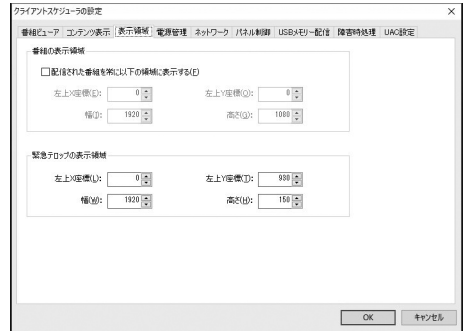 クライアントスケジューラの設定
番組ビューア コンテンツ表示 表示領域 電源管理 ネットワーク パネル制御 USBメモリー配信 障害時処理 UAC設定
番組の表示領域
配信された番組を常に以下の領域に表示する(F)
左上X座標(E): 0 左上Y座標(O): 0
幅(I): 1920 高さ(G): 1080
緊急テロップの表示領域
左上X座標(L): 0 左上Y座標(T): 930
幅(W): 1920 高さ(H): 150
OK キャンセル